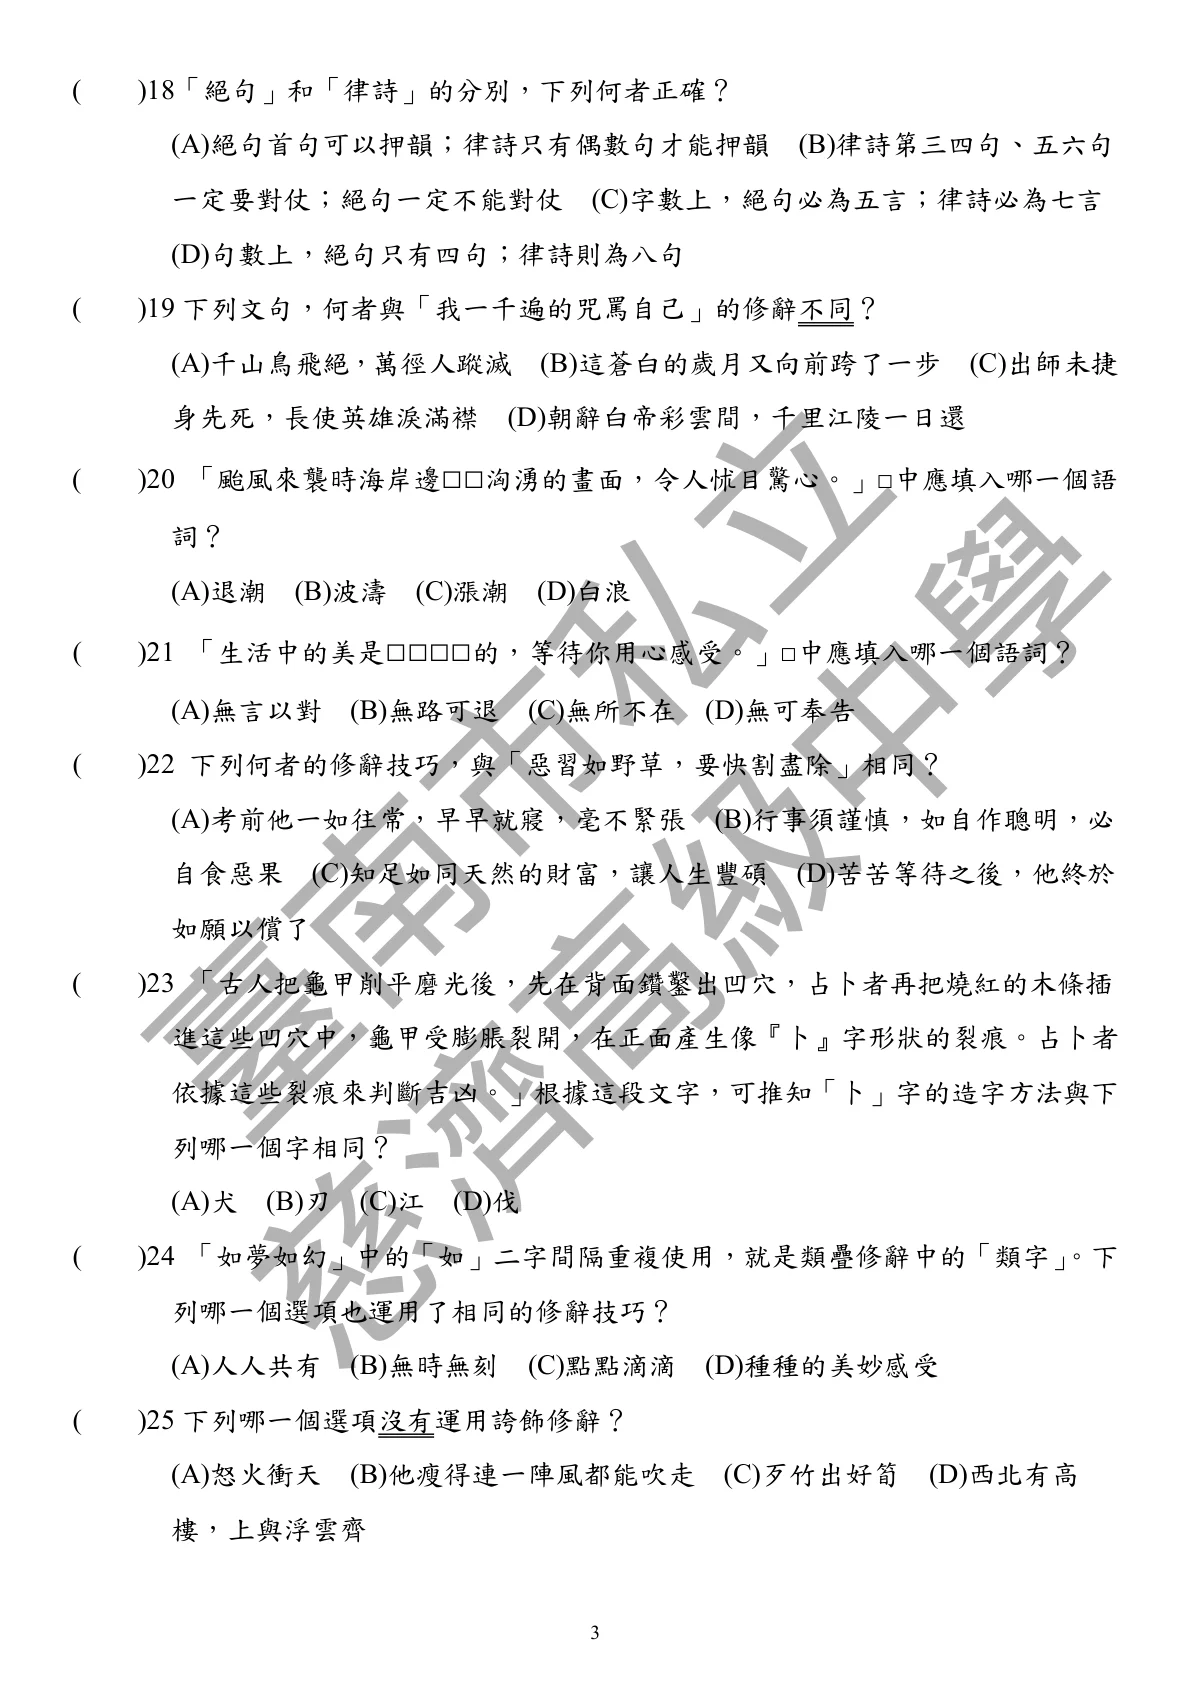 (　　)18「絕句」和「律詩」的分別，下列何者正確？
(A)絕句首句可以押韻；律詩只有偶數句才能押韻　(B)律詩第三四句、五六句
一定要對仗；絕句一定不能對仗　(C)字數上，絕句必為五言；律詩必為七言
(D)句數上，絕句只有四句；律詩則為八句
(　　)19 下列文句，何者與「我一千遍的咒罵自己」的修辭不同？
(A)千山鳥飛絕，萬徑人蹤滅　(B)這蒼白的歲月又向前跨了一步　(C)出師未捷
身先死，長使英雄淚滿襟　(D)朝辭白帝彩雲間，千里江陵一日還
(　　)20 「颱風來襲時海岸邊□□洶湧的畫面，令人怵目驚心。」□中應填入哪一個語
詞？
(A)退潮　(B)波濤　(C)漲潮　(D)白浪
(　　)21 「生活中的美是□□□□的，等待你用心感受。」□中應填入哪一個語詞？
(A)無言以對　(B)無路可退　(C)無所不在　(D)無可奉告
(　　)22 下列何者的修辭技巧，與「惡習如野草，要快割盡除」相同？
(A)考前他一如往常，早早就寢，毫不緊張　(B)行事須謹慎，如自作聰明，必
自食惡果　(C)知足如同天然的財富，讓人生豐碩　(D)苦苦等待之後，他終於
如願以償了
(　　)23 「古人把龜甲削平磨光後，先在背面鑽鑿出凹穴，占卜者再把燒紅的木條插
進這些凹穴中，龜甲受膨脹裂開，在正面產生像『卜』字形狀的裂痕。占卜者
依據這些裂痕來判斷吉凶。」根據這段文字，可推知「卜」字的造字方法與下
列哪一個字相同？
(A)犬　(B)刃　(C)江　(D)伐
(　　)24 「如夢如幻」中的「如」二字間隔重複使用，就是類疊修辭中的「類字」。下
列哪一個選項也運用了相同的修辭技巧？
(A)人人共有　(B)無時無刻　(C)點點滴滴　(D)種種的美妙感受
(　　)25 下列哪一個選項沒有運用誇飾修辭？
(A)怒火衝天　(B)他瘦得連一陣風都能吹走　(C)歹竹出好筍　(D)西北有高
樓，上與浮雲齊
3
臺南市私立
慈濟高級中學